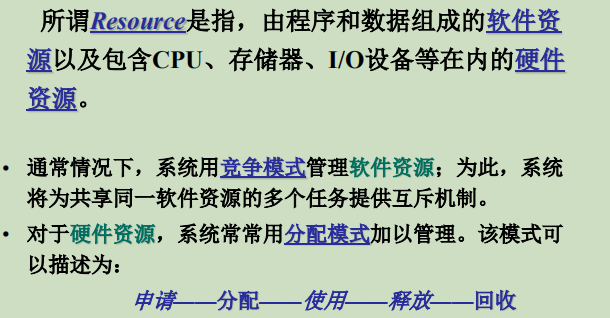 所谓Resource是指，由程序和数据组成的软件资
源以及包含CPU、存储器、I/O设备等在内的硬件
资源。
• 通常情况下，系统用竞争模式管理软件资源；为此，系统
将为共享同一软件资源的多个任务提供互斥机制。
• 对于硬件资源，系统常常用分配模式加以管理。该模式可
以描述为：
申请——分配——使用——释放——回收